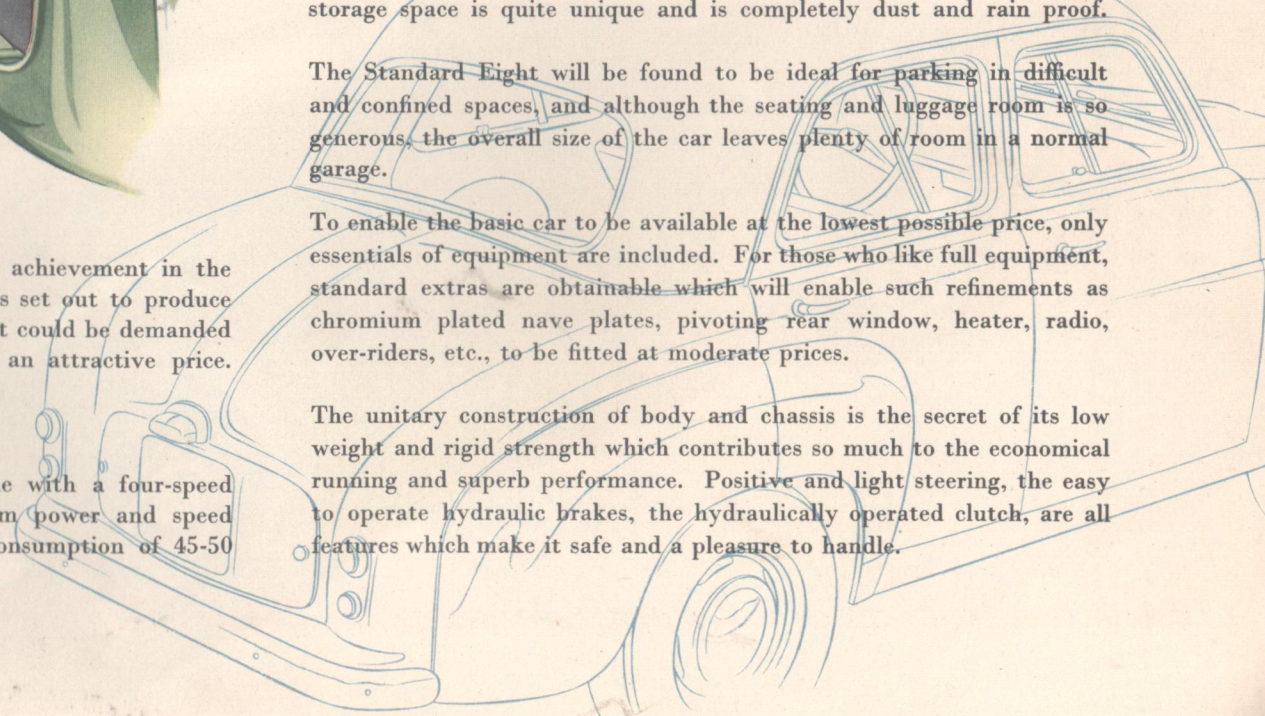 achievement in the
set out to produce
could be demanded
an attractive price.
with a four-speed
power and speed
of 45-50
storage space is quite unique and is completely dust and rain proof.
The Standard Eight will be found to be ideal for parking in difficult
and confined spaces, and although the seating and luggage room is so
generous, the overall size of the car leaves plenty of room in a normal
garage.
To enable the basic car to be available at the lowest possible price, only
essentials of equipment are included. For those who like full equipment,
standard extras are obtainable which will enable such refinements as
chromium plated nave plates, pivoting rear window, heater, radio,
over-riders, etc., to be fitted at moderate prices.
The unitary construction of body and chassis is the secret of its low
weight and rigid strength which contributes so much to the economical
running and superb performance. Positive and light steering, the easy
to operate hydraulic brakes, the hydraulically operated clutch, are all
features which make it safe and a pleasure to handle.